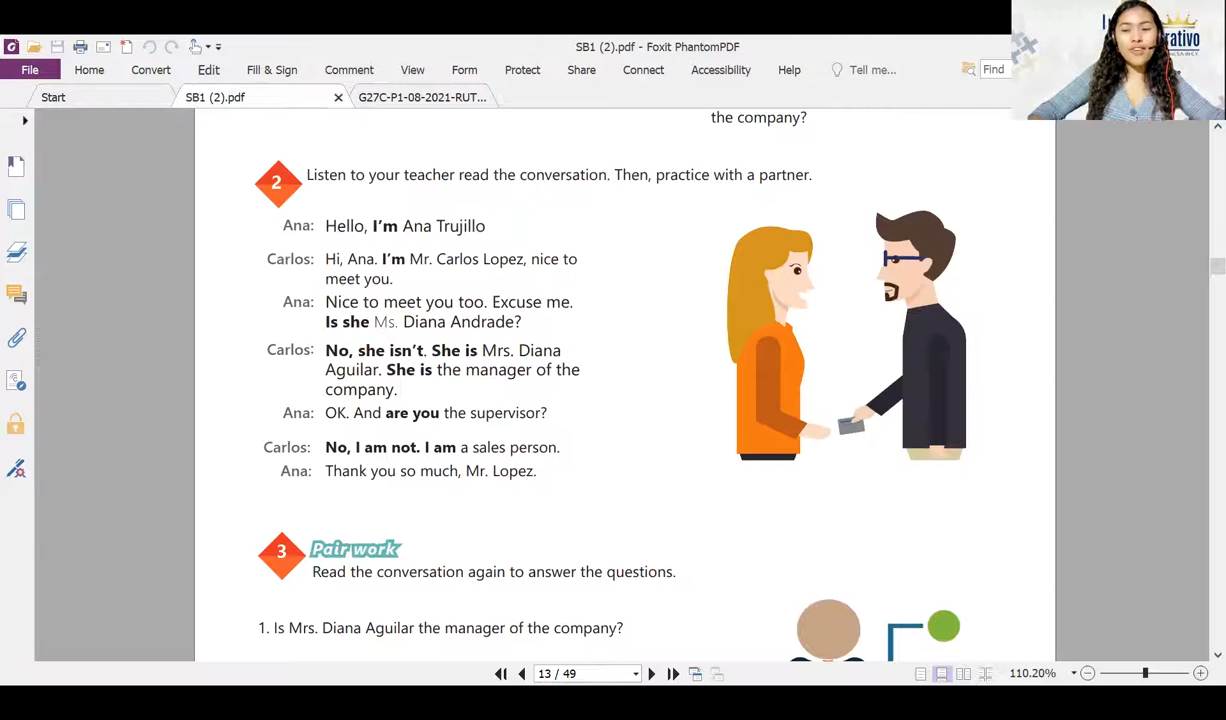 SB1 (2).pdf - Foxit PhantomPDF
File Home Convert Edit Fill & Sign Comment View Form Protect Share Connect Accessibility Help Tell me... Find
Start SB1 (2).pdf G27C-P1-08-2021-RUT...
the company?
2 Listen to your teacher read the conversation. Then, practice with a partner.
Ana: Hello, I'm Ana Trujillo
Carlos: Hi, Ana. I'm Mr. Carlos Lopez, nice to
meet you.
Ana: Nice to meet you too. Excuse me.
Is she Ms. Diana Andrade?
Carlos: No, she isn't. She is Mrs. Diana
Aguilar. She is the manager of the
company.
Ana: OK. And are you the supervisor?
Carlos: No, I am not. I am a sales person.
Ana: Thank you so much, Mr. Lopez.
3 Pair work
Read the conversation again to answer the questions.
1. Is Mrs. Diana Aguilar the manager of the company?
13 / 49 110.20%